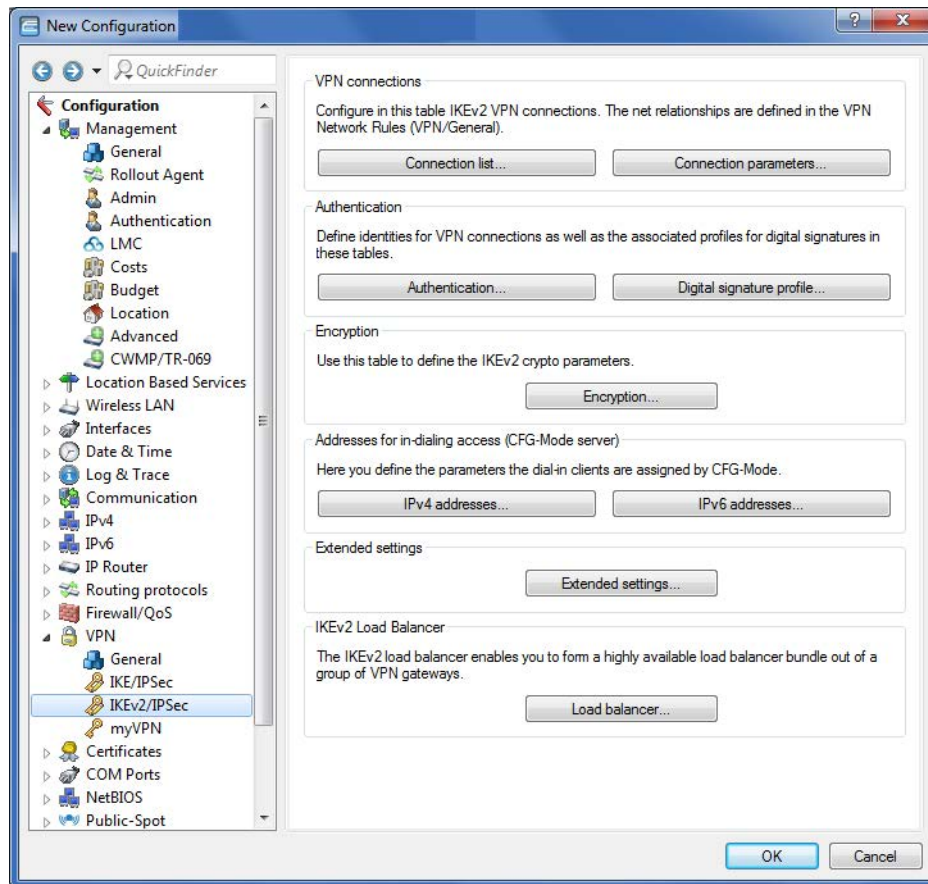 New Configuration
QuickFinder
Configuration
Management
General
Rollout Agent
Admin
Authentication
LMC
Costs
Budget
Location
Advanced
CWMP/TR-069
Location Based Services
Wireless LAN
Interfaces
Date & Time
Log & Trace
Communication
IPv4
IPv6
IP Router
Routing protocols
Firewall/QoS
VPN
General
IKE/IPSec
IKEv2/IPSec
myVPN
Certificates
COM Ports
NetBIOS
Public-Spot
VPN connections
Configure in this table IKEv2 VPN connections. The net relationships are defined in the VPN
Network Rules (VPN/General).
Connection list...
Connection parameters...
Authentication
Define identities for VPN connections as well as the associated profiles for digital signatures in
these tables.
Authentication...
Digital signature profile...
Encryption
Use this table to define the IKEv2 crypto parameters.
Encryption...
Addresses for in-dialing access (CFG-Mode server)
Here you define the parameters the dial-in clients are assigned by CFG-Mode.
IPv4 addresses...
IPv6 addresses...
Extended settings
Extended settings...
IKEv2 Load Balancer
The IKEv2 load balancer enables you to form a highly available load balancer bundle out of a
group of VPN gateways.
Load balancer...
OK
Cancel